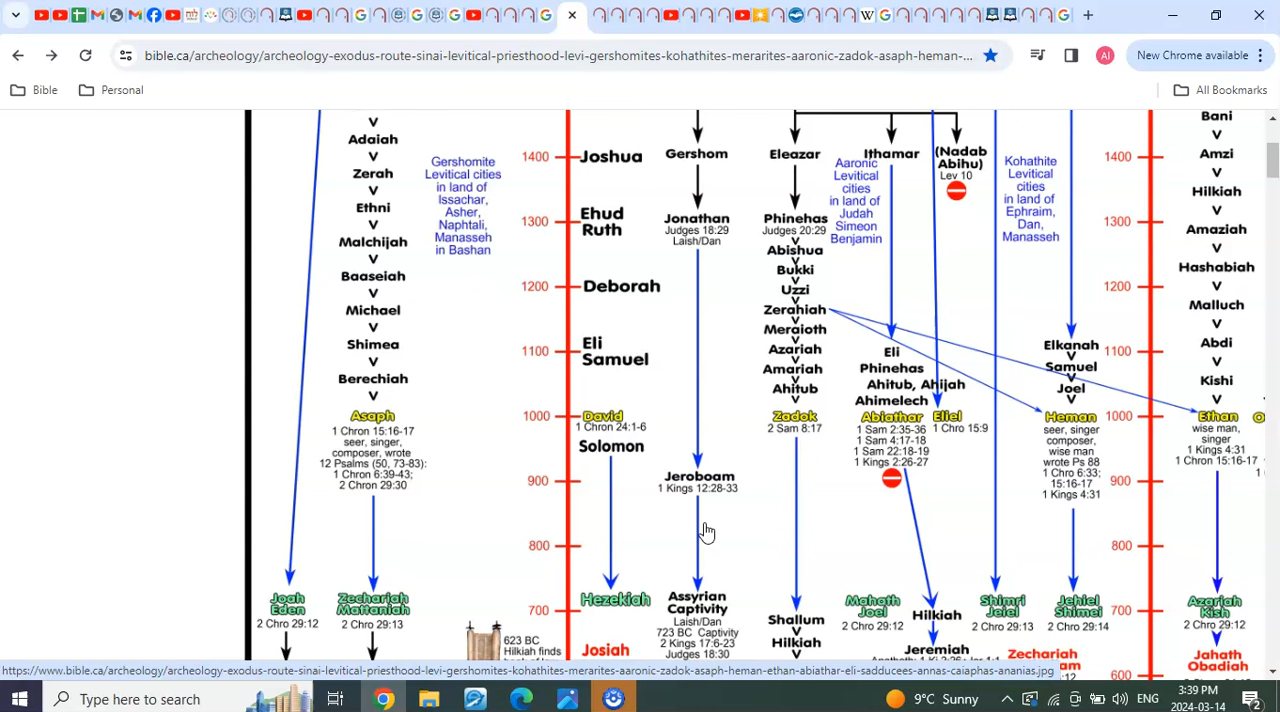 bible.ca/archeology/archeology-exodus-route-sinai-levitical-priesthood-levi-gershomites-kohathites-merarites-aaronic-zadok-asaph-heman-...
New Chrome available
Bible
Personal
All Bookmarks
Adaiah
Zerah
Ethni
Malchijah
Baaseiah
Michael
Shimea
Berechiah
Asaph
1 Chron 15:16-17
seer, singer,
composer, wrote
12 Psalms (50, 73-83):
1 Chron 6:39-43;
2 Chron 29:30
Joah
Eden
2 Chro 29:12
Zechariah
Mattaniah
2 Chro 29:13
Gershomite
Levitical cities
in land of
Issachar,
Asher,
Naphtali,
Manasseh
in Bashan
623 BC
Hilkiah finds
1400
1300
1200
1100
1000
900
800
700
Joshua
Ehud
Ruth
Deborah
Eli
Samuel
David
1 Chron 24:1-6
Solomon
Hezekiah
Josiah
Gershom
Jonathan
Judges 18:29
Laish/Dan
Jeroboam
1 Kings 12:28-33
Assyrian
Captivity
Laish/Dan
723 BC Captivity
2 Kings 17:6-23
Judges 18:30
Eleazar
Phinehas
Judges 20:29
Abishua
Bukki
Uzzi
Zerahiah
Meraioth
Azariah
Amariah
Ahitub
Zadok
2 Sam 8:17
Shallum
Hilkiah
Ithamar
Aaronic
Levitical
cities
in land of
Judah
Simeon
Benjamin
Eli
Phinehas
Ahitub, Ahijah
Ahimelech
Abiathar
1 Sam 2:35-36
1 Sam 4:17-18
1 Sam 22:18-19
1 Kings 2:26-27
Mahath
Joel
2 Chro 29:12
(Nadab
Abihu)
Lev 10
Eliel
1 Chro 15:9
Hilkiah
Jeremiah
Kohathite
Levitical
cities
in land of
Ephraim,
Dan,
Manasseh
Shimri
Jeiel
2 Chro 29:13
Elkanah
Samuel
Joel
Heman
seer, singer
composer,
wise man
wrote Ps 88
1 Chro 6:33;
15:16-17
1 Kings 4:31
Jehiel
Shimei
2 Chro 29:14
Zechariah
1100
1000
900
800
700
600
1400
1300
1200
Bani
Amzi
Hilkiah
Amaziah
Hashabiah
Malluch
Abdi
Kishi
Ethan
wise man,
singer
1 Kings 4:31
1 Chron 15:16-17
Azariah
Kish
2 Chro 29:12
Jahath
Obadiah
https://www.bible.ca/archeology/archeology-exodus-route-sinai-levitical-priesthood-levi-gershomites-kohathites-merarites-aaronic-zadok-asaph-heman-ethan-abiathar-eli-sadducees-annas-caiaphas-ananias.jpg
Type here to search
9°C Sunny
ENG
3:39 PM
2024-03-14